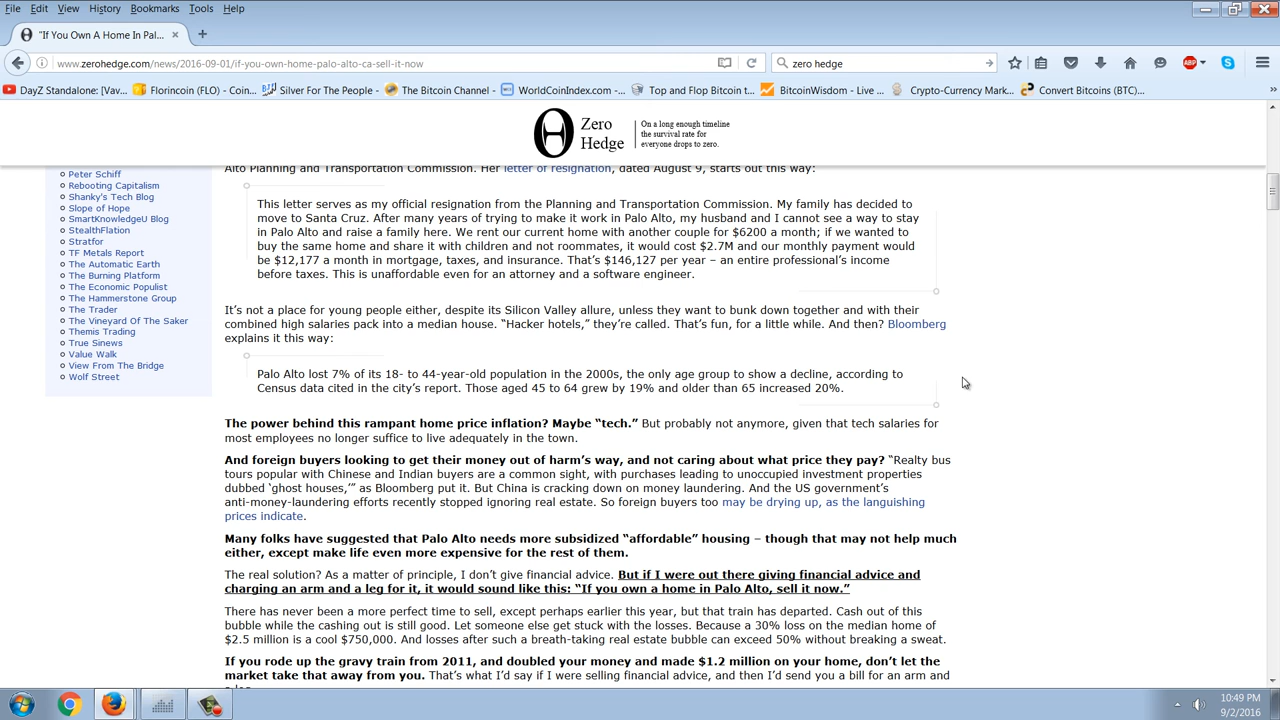 File Edit View History Bookmarks Tools Help
"If You Own A Home In Pal... × +
www.zerohedge.com/news/2016-09-01/if-you-own-home-palo-alto-ca-sell-it-now zero hedge ABP
DayZ Standalone: [Vav... Florincoin (FLO) - Coin... Silver For The People - The Bitcoin Channel - WorldCoinIndex.com -... Top and Flop Bitcoin t... BitcoinWisdom - Live ... Crypto-Currency Mark... Convert Bitcoins (BTC)... »
Zero
Hedge
On a long enough timeline
the survival rate for
everyone drops to zero.
Peter Schiff
Rebooting Capitalism
Shanky's Tech Blog
Slope of Hope
SmartKnowledgeU Blog
StealthFlation
Stratfor
TF Metals Report
The Automatic Earth
The Burning Platform
The Economic Populist
The Hammerstone Group
The Trader
The Vineyard Of The Saker
Themis Trading
True Sinews
Value Walk
View From The Bridge
Wolf Street
Alto Planning and Transportation Commission. Her letter of resignation, dated August 9, starts out this way:
This letter serves as my official resignation from the Planning and Transportation Commission. My family has decided to
move to Santa Cruz. After many years of trying to make it work in Palo Alto, my husband and I cannot see a way to stay
in Palo Alto and raise a family here. We rent our current home with another couple for $6200 a month; if we wanted to
buy the same home and share it with children and not roommates, it would cost $2.7M and our monthly payment would
be $12,177 a month in mortgage, taxes, and insurance. That's $146,127 per year – an entire professional's income
before taxes. This is unaffordable even for an attorney and a software engineer.
It's not a place for young people either, despite its Silicon Valley allure, unless they want to bunk down together and with their
combined high salaries pack into a median house. “Hacker hotels,” they're called. That's fun, for a little while. And then? Bloomberg
explains it this way:
Palo Alto lost 7% of its 18- to 44-year-old population in the 2000s, the only age group to show a decline, according to
Census data cited in the city's report. Those aged 45 to 64 grew by 19% and older than 65 increased 20%.
The power behind this rampant home price inflation? Maybe “tech.” But probably not anymore, given that tech salaries for
most employees no longer suffice to live adequately in the town.
And foreign buyers looking to get their money out of harm's way, and not caring about what price they pay? “Realty bus
tours popular with Chinese and Indian buyers are a common sight, with purchases leading to unoccupied investment properties
dubbed ‘ghost houses,’” as Bloomberg put it. But China is cracking down on money laundering. And the US government's
anti-money-laundering efforts recently stopped ignoring real estate. So foreign buyers too may be drying up, as the languishing
prices indicate.
Many folks have suggested that Palo Alto needs more subsidized “affordable” housing – though that may not help much
either, except make life even more expensive for the rest of them.
The real solution? As a matter of principle, I don't give financial advice. But if I were out there giving financial advice and
charging an arm and a leg for it, it would sound like this: “If you own a home in Palo Alto, sell it now.”
There has never been a more perfect time to sell, except perhaps earlier this year, but that train has departed. Cash out of this
bubble while the cashing out is still good. Let someone else get stuck with the losses. Because a 30% loss on the median home of
$2.5 million is a cool $750,000. And losses after such a breath-taking real estate bubble can exceed 50% without breaking a sweat.
If you rode up the gravy train from 2011, and doubled your money and made $1.2 million on your home, don't let the
market take that away from you. That's what I'd say if I were selling financial advice, and then I'd send you a bill for an arm and
10:49 PM
9/2/2016